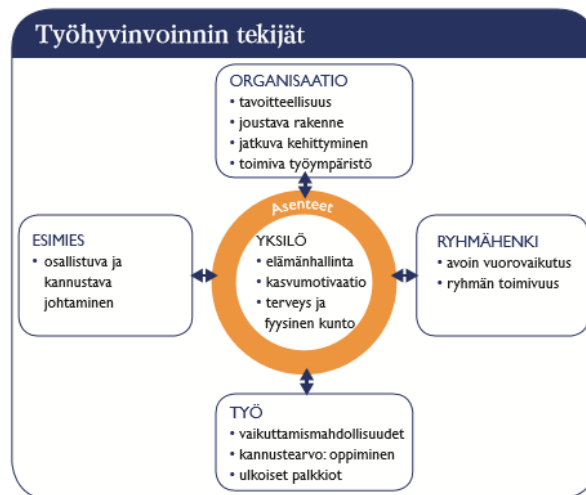 Työhyvinvoinnin tekijät
ORGANISAATIO
• tavoitteellisuus
• joustava rakenne
• jatkuva kehittyminen
• toimiva työympäristö
Asenteet
ESIMIES
• osallistuva ja
kannustava
johtaminen
YKSILÖ
• elämänhallinta
• kasvumotivaatio
• terveys ja
fyysinen kunto
RYHMÄHENKI
• avoin vuorovaikutus
• ryhmän toimivuus
TYÖ
• vaikuttamismahdollisuudet
• kannustearvo: oppiminen
• ulkoiset palkkiot